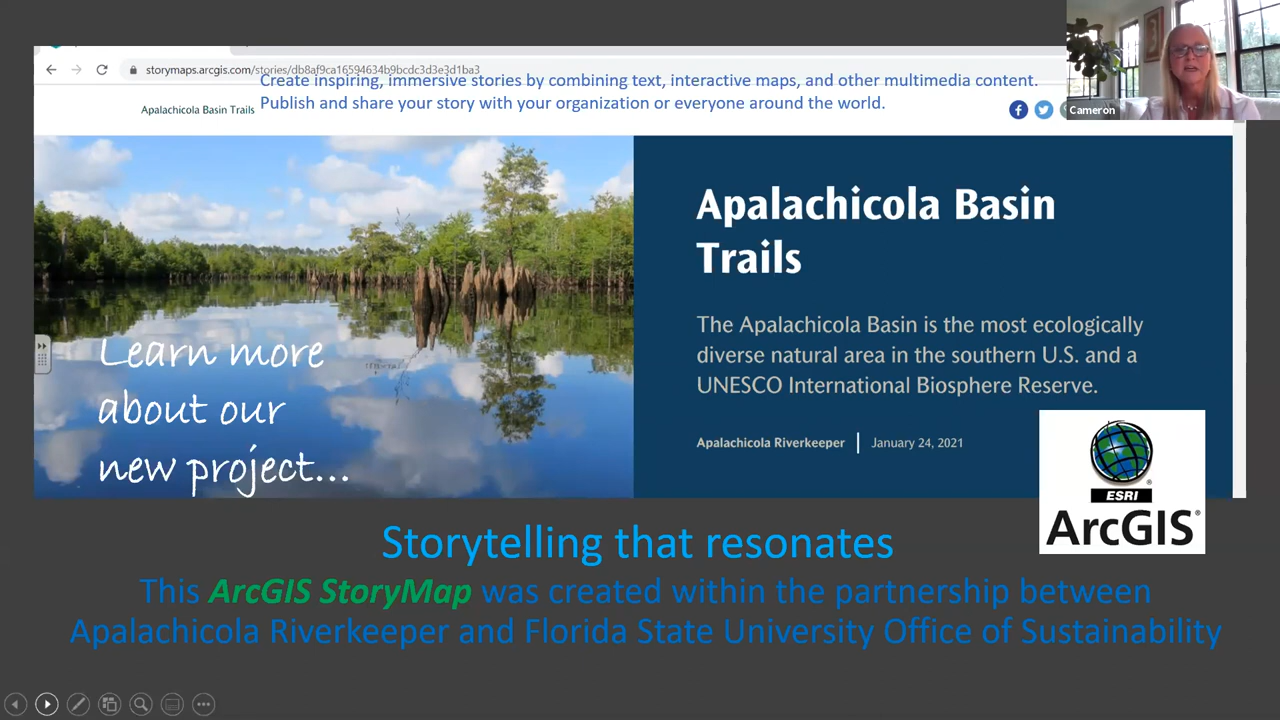 storymaps.arcgis.com/stories/db8af9ca16594634b9bcdc3d3e3d1ba3
Create inspiring, immersive stories by combining text, interactive maps, and other multimedia content.
Publish and share your story with your organization or everyone around the world.
Apalachicola Basin Trails
Cameron
Apalachicola Basin
Trails
The Apalachicola Basin is the most ecologically
diverse natural area in the southern U.S. and a
UNESCO International Biosphere Reserve.
Apalachicola Riverkeeper | January 24, 2021
Learn more
about our
new project...
ESRI
ArcGIS®
Storytelling that resonates
This ArcGIS StoryMap was created within the partnership between
Apalachicola Riverkeeper and Florida State University Office of Sustainability